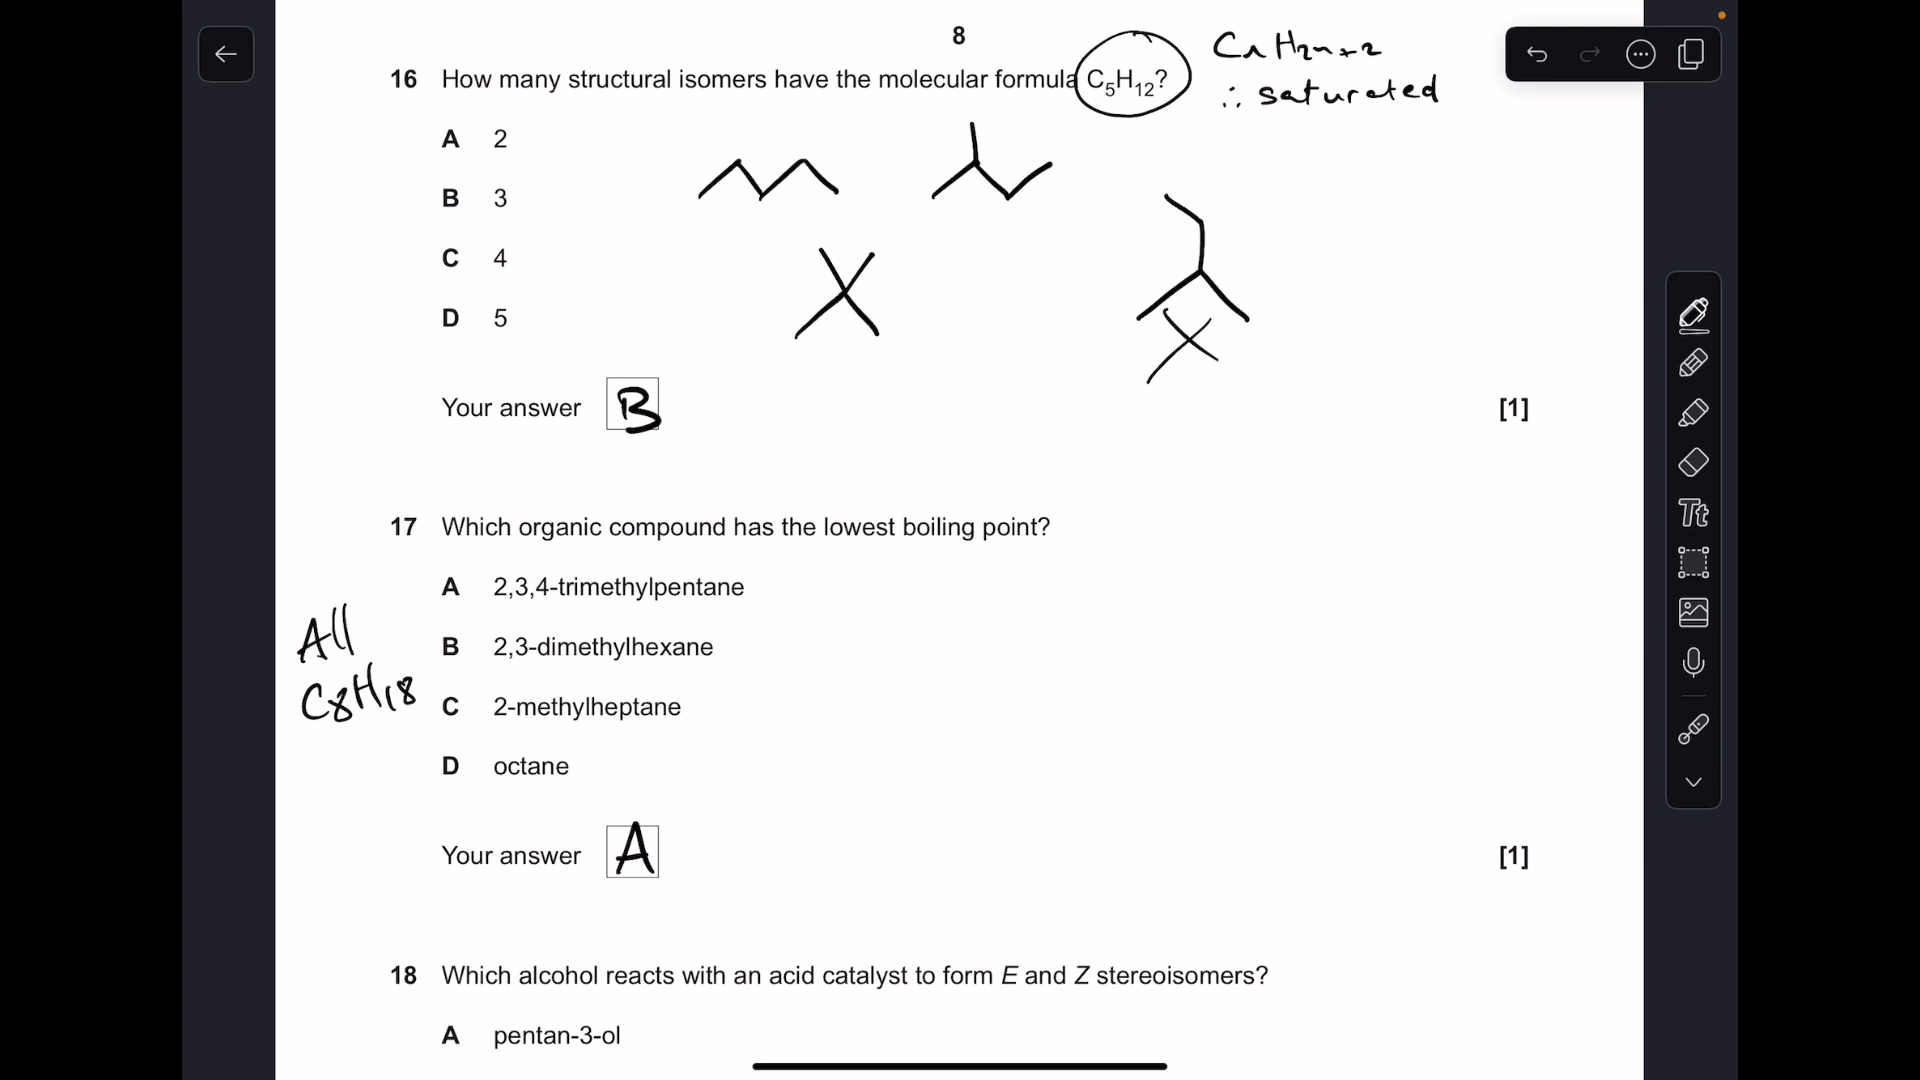 8
16 How many structural isomers have the molecular formula C₅H₁₂? CnH2n+2
∴ saturated
A 2
B 3
C 4
D 5
Your answer B [1]
17 Which organic compound has the lowest boiling point?
A 2,3,4-trimethylpentane
All
B 2,3-dimethylhexane
C8H18
C 2-methylheptane
D octane
Your answer A [1]
18 Which alcohol reacts with an acid catalyst to form E and Z stereoisomers?
A pentan-3-ol
Tt